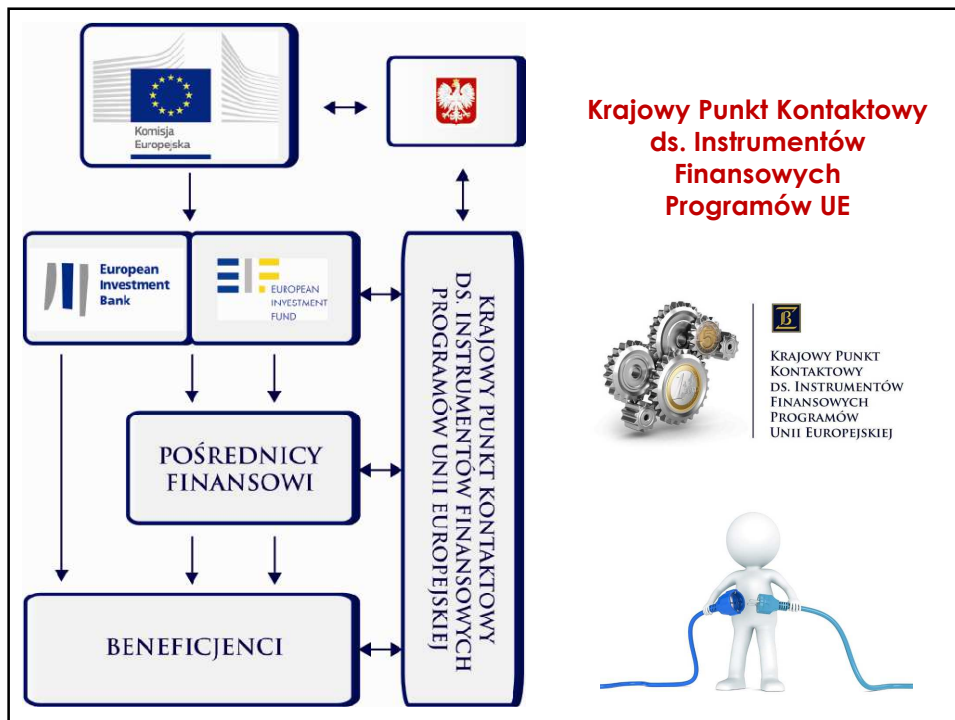 Komisja
Europejska
Krajowy Punkt Kontaktowy
ds. Instrumentów
Finansowych
Programów UE
European
Investment
Bank
EIF
EUROPEAN
INVESTMENT
FUND
KRAJOWY PUNKT KONTAKTOWY
DS. INSTRUMENTÓW FINANSOWYCH
PROGRAMÓW UNII EUROPEJSKIEJ
KRAJOWY PUNKT
KONTAKTOWY
DS. INSTRUMENTÓW
FINANSOWYCH
PROGRAMÓW
UNII EUROPEJSKIEJ
POŚREDNICY
FINANSOWI
BENEFICJENCI